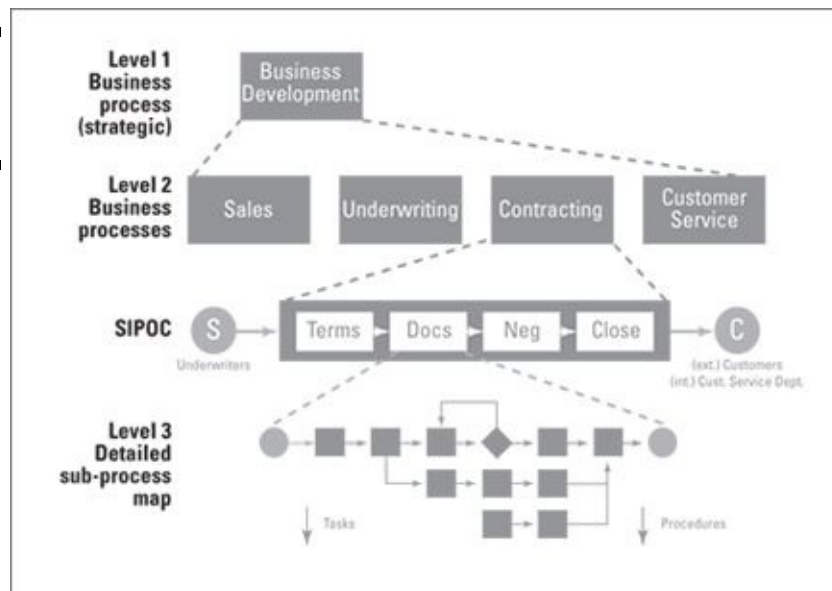 Level 1
Business
process
(strategic)
Business
Development
Level 2
Business
processes
Sales
Underwriting
Contracting
Customer
Service
SIPOC
S
Underwriters
Terms
Docs
Neg
Close
C
(ext.) Customers
(int.) Cust. Service Dept.
Level 3
Detailed
sub-process
map
Tasks
Procedures